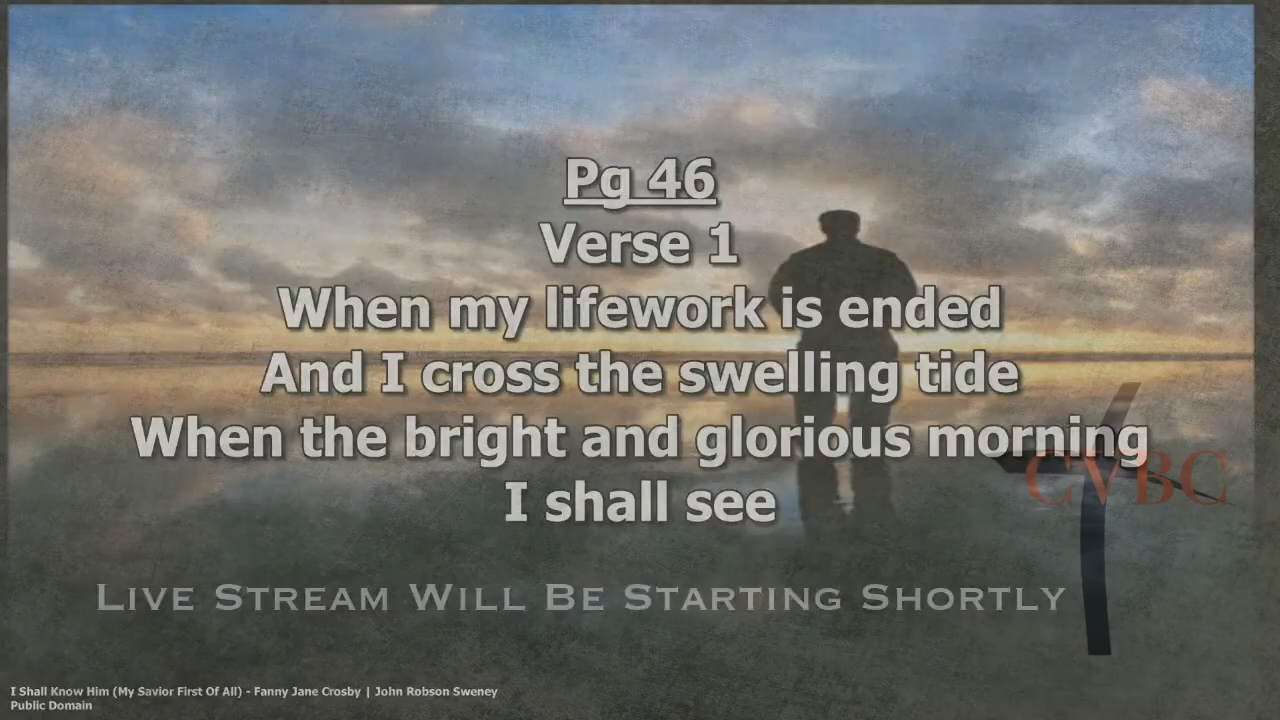 Pg 46
Verse 1
When my lifework is ended
And I cross the swelling tide
When the bright and glorious morning
I shall see
CVBC
Live Stream Will Be Starting Shortly
I Shall Know Him (My Savior First Of All) - Fanny Jane Crosby | John Robson Sweney
Public Domain